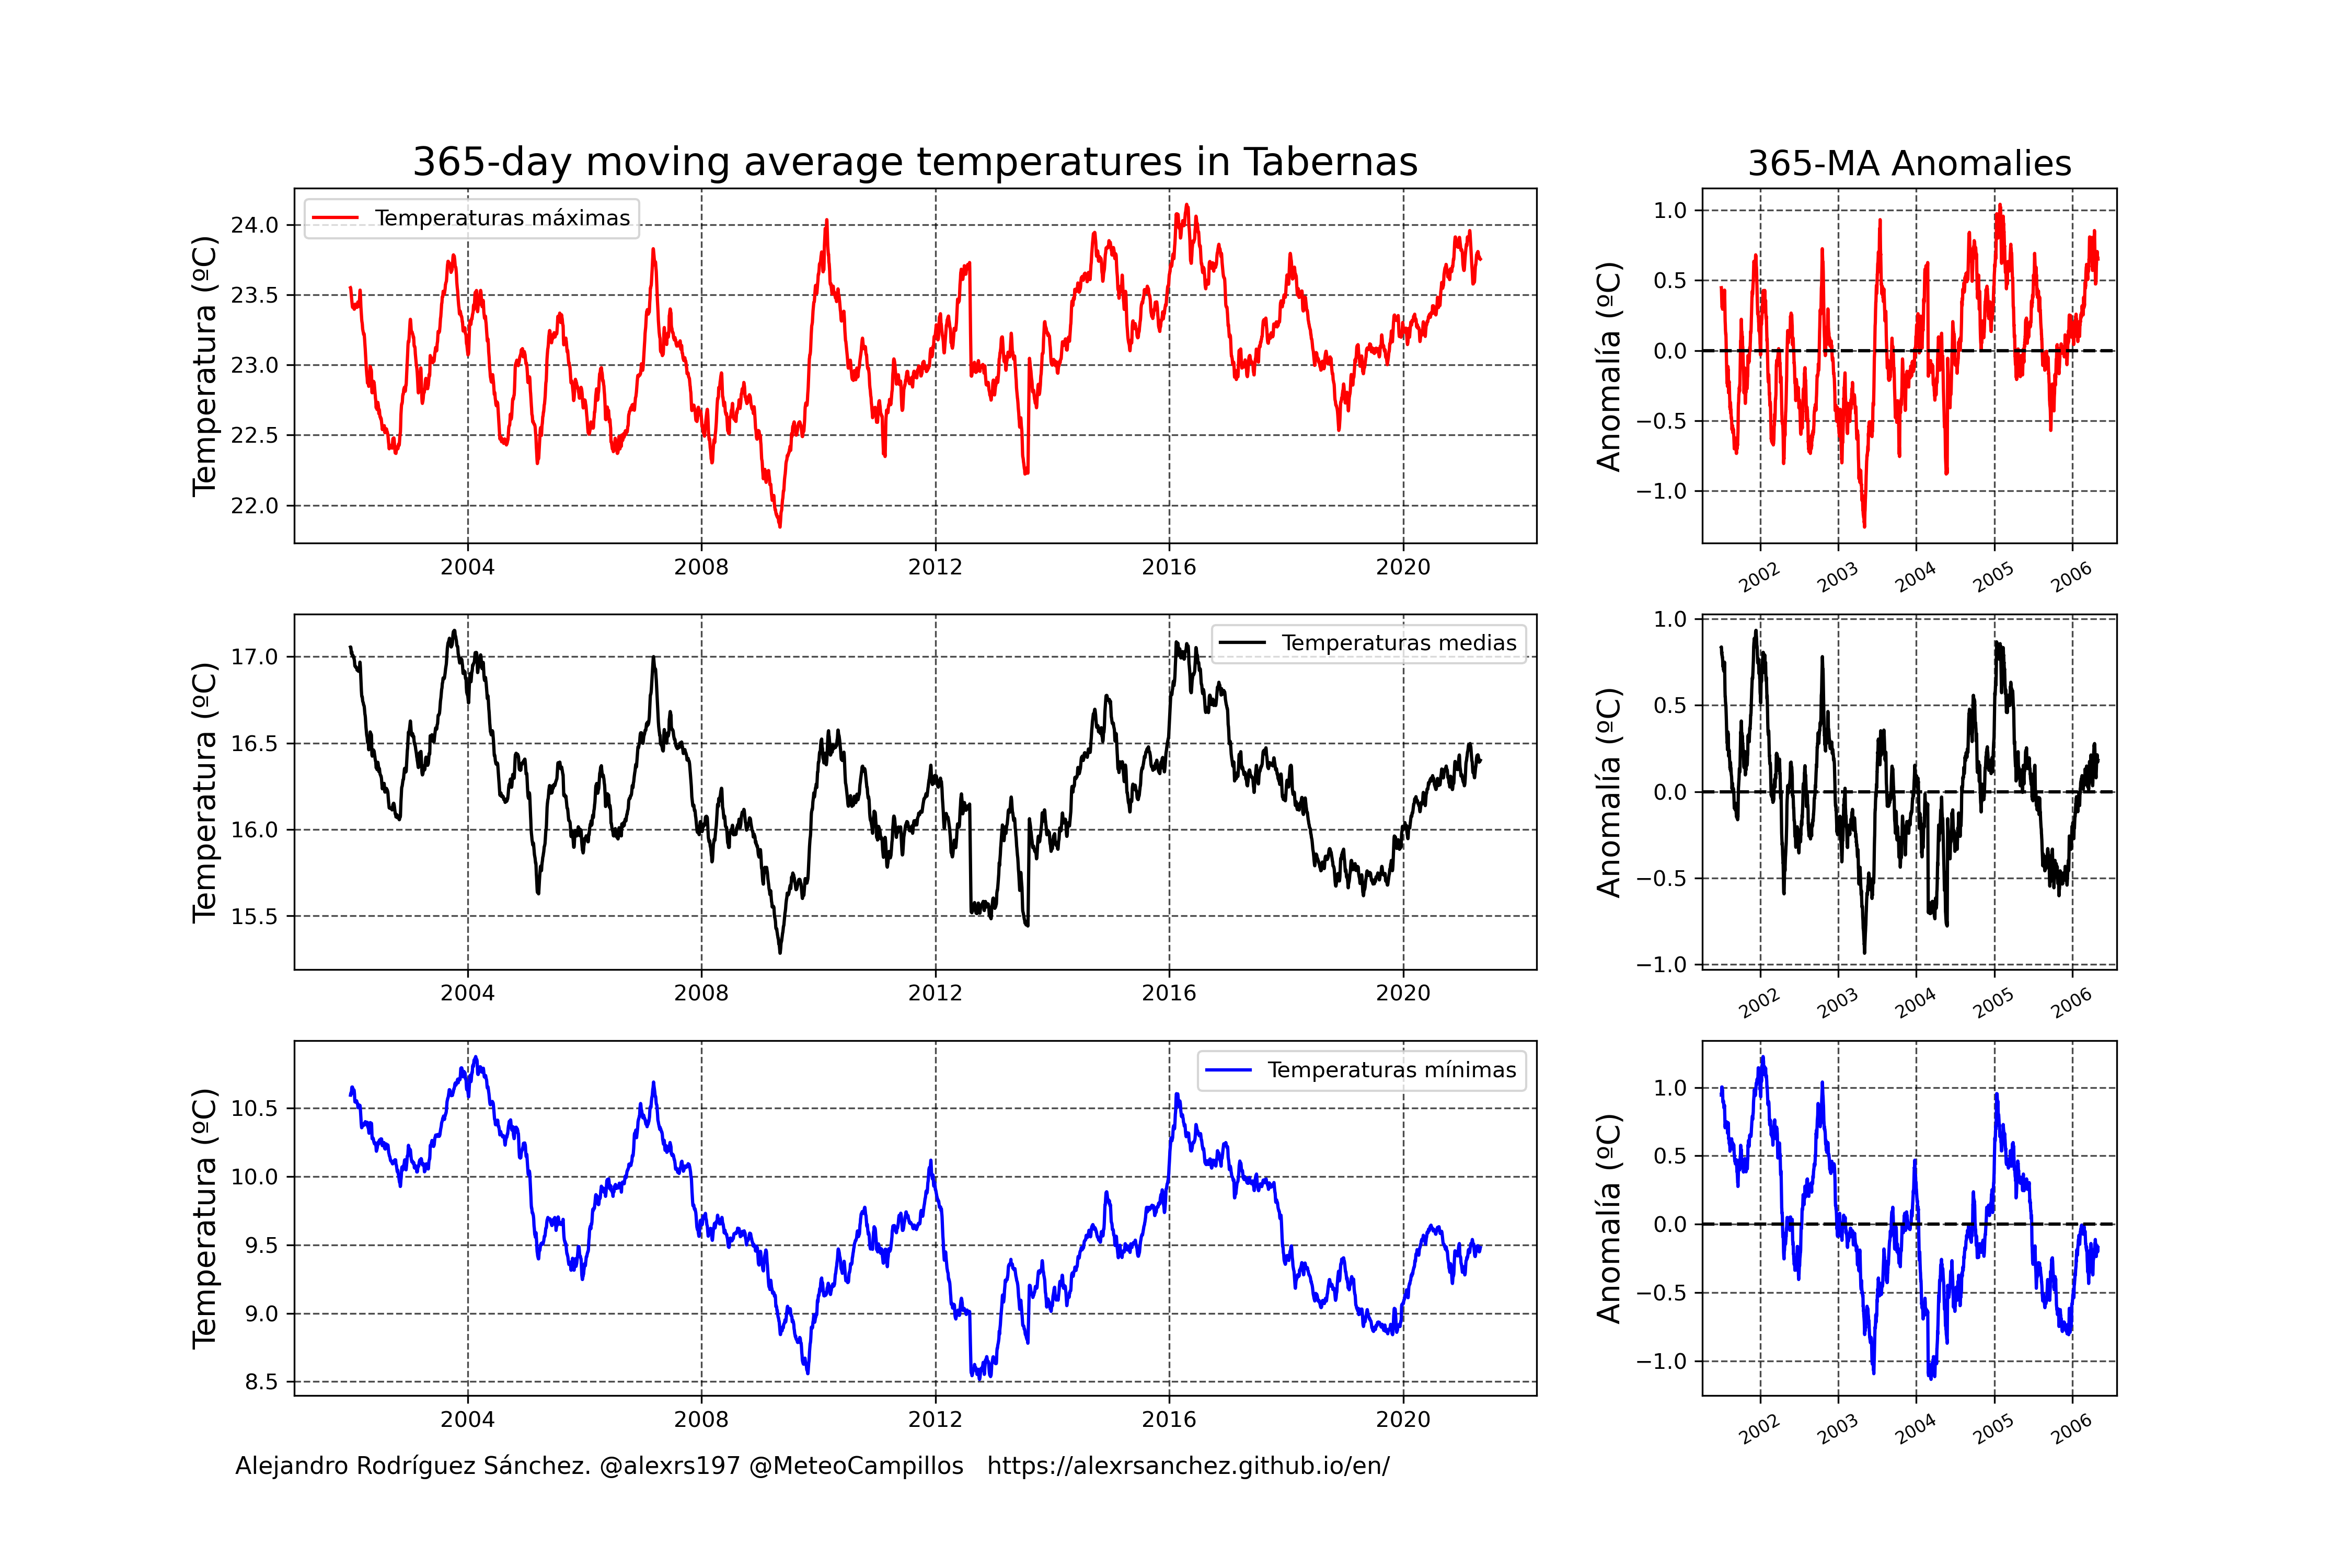 365-day moving average temperatures in Tabernas
Temperatura (ºC)
24.0
23.5
23.0
22.5
22.0
Temperaturas máximas
2004 2008 2012 2016 2020
365-MA Anomalies
Anomalía (ºC)
1.0
0.5
0.0
−0.5
−1.0
2002 2003 2004 2005 2006
Temperatura (ºC)
17.0
16.5
16.0
15.5
Temperaturas medias
2004 2008 2012 2016 2020
Anomalía (ºC)
1.0
0.5
0.0
−0.5
−1.0
2002 2003 2004 2005 2006
Temperatura (ºC)
10.5
10.0
9.5
9.0
8.5
Temperaturas mínimas
2004 2008 2012 2016 2020
Anomalía (ºC)
1.0
0.5
0.0
−0.5
−1.0
2002 2003 2004 2005 2006
Alejandro Rodríguez Sánchez. @alexrs197 @MeteoCampillos https://alexrsanchez.github.io/en/